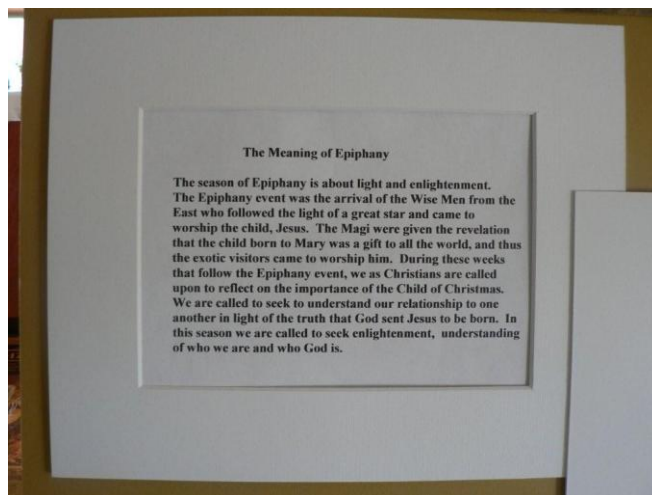 The Meaning of Epiphany
The season of Epiphany is about light and enlightenment.
The Epiphany event was the arrival of the Wise Men from the
East who followed the light of a great star and came to
worship the child, Jesus. The Magi were given the revelation
that the child born to Mary was a gift to all the world, and thus
the exotic visitors came to worship him. During these weeks
that follow the Epiphany event, we as Christians are called
upon to reflect on the importance of the Child of Christmas.
We are called to seek to understand our relationship to one
another in light of the truth that God sent Jesus to be born. In
this season we are called to seek enlightenment, understanding
of who we are and who God is.